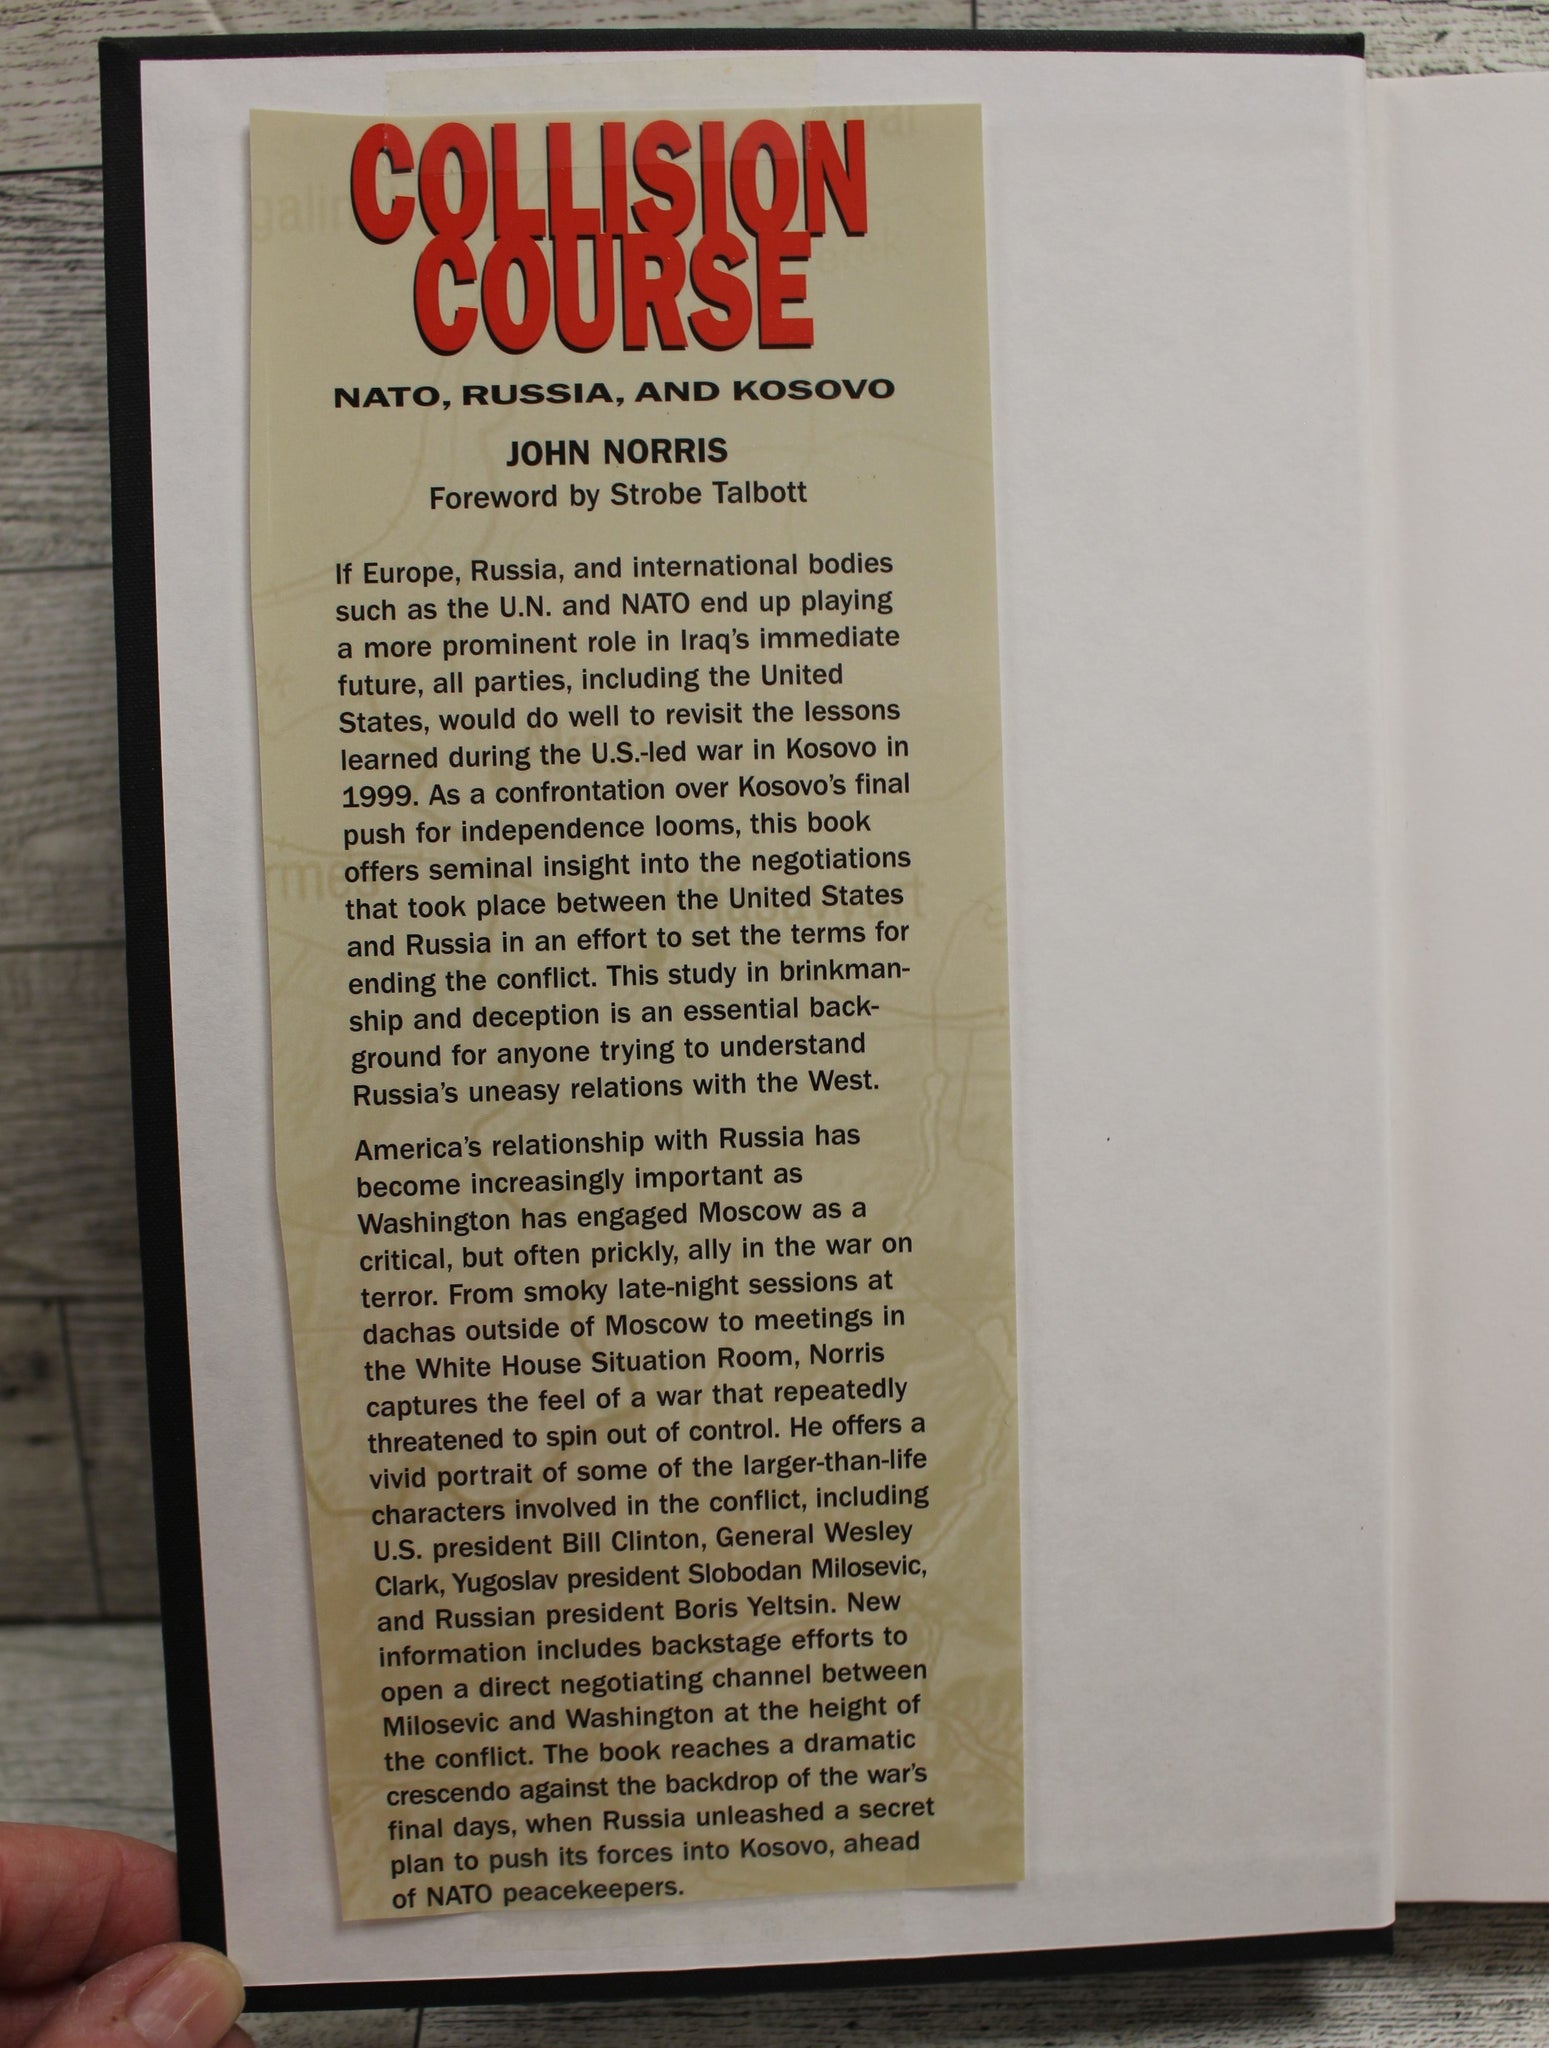 COLLISION
COURSE
NATO, RUSSIA, AND KOSOVO
JOHN NORRIS
Foreword by Strobe Talbott
If Europe, Russia, and international bodies
such as the U.N. and NATO end up playing
a more prominent role in Iraq's immediate
future, all parties, including the United
States, would do well to revisit the lessons
learned during the U.S.-led war in Kosovo in
1999. As a confrontation over Kosovo's final
push for independence looms, this book
offers seminal insight into the negotiations
that took place between the United States
and Russia in an effort to set the terms for
ending the conflict. This study in brinkman-
ship and deception is an essential back-
ground for anyone trying to understand
Russia's uneasy relations with the West.
America's relationship with Russia has
become increasingly important as
Washington has engaged Moscow as a
critical, but often prickly, ally in the war on
terror. From smoky late-night sessions at
dachas outside of Moscow to meetings in
the White House Situation Room, Norris
captures the feel of a war that repeatedly
threatened to spin out of control. He offers a
vivid portrait of some of the larger-than-life
characters involved in the conflict, including
U.S. president Bill Clinton, General Wesley
Clark, Yugoslav president Slobodan Milosevic,
and Russian president Boris Yeltsin. New
information includes backstage efforts to
open a direct negotiating channel between
Milosevic and Washington at the height of
the conflict. The book reaches a dramatic
crescendo against the backdrop of the war's
final days, when Russia unleashed a secret
plan to push its forces into Kosovo, ahead
of NATO peacekeepers.